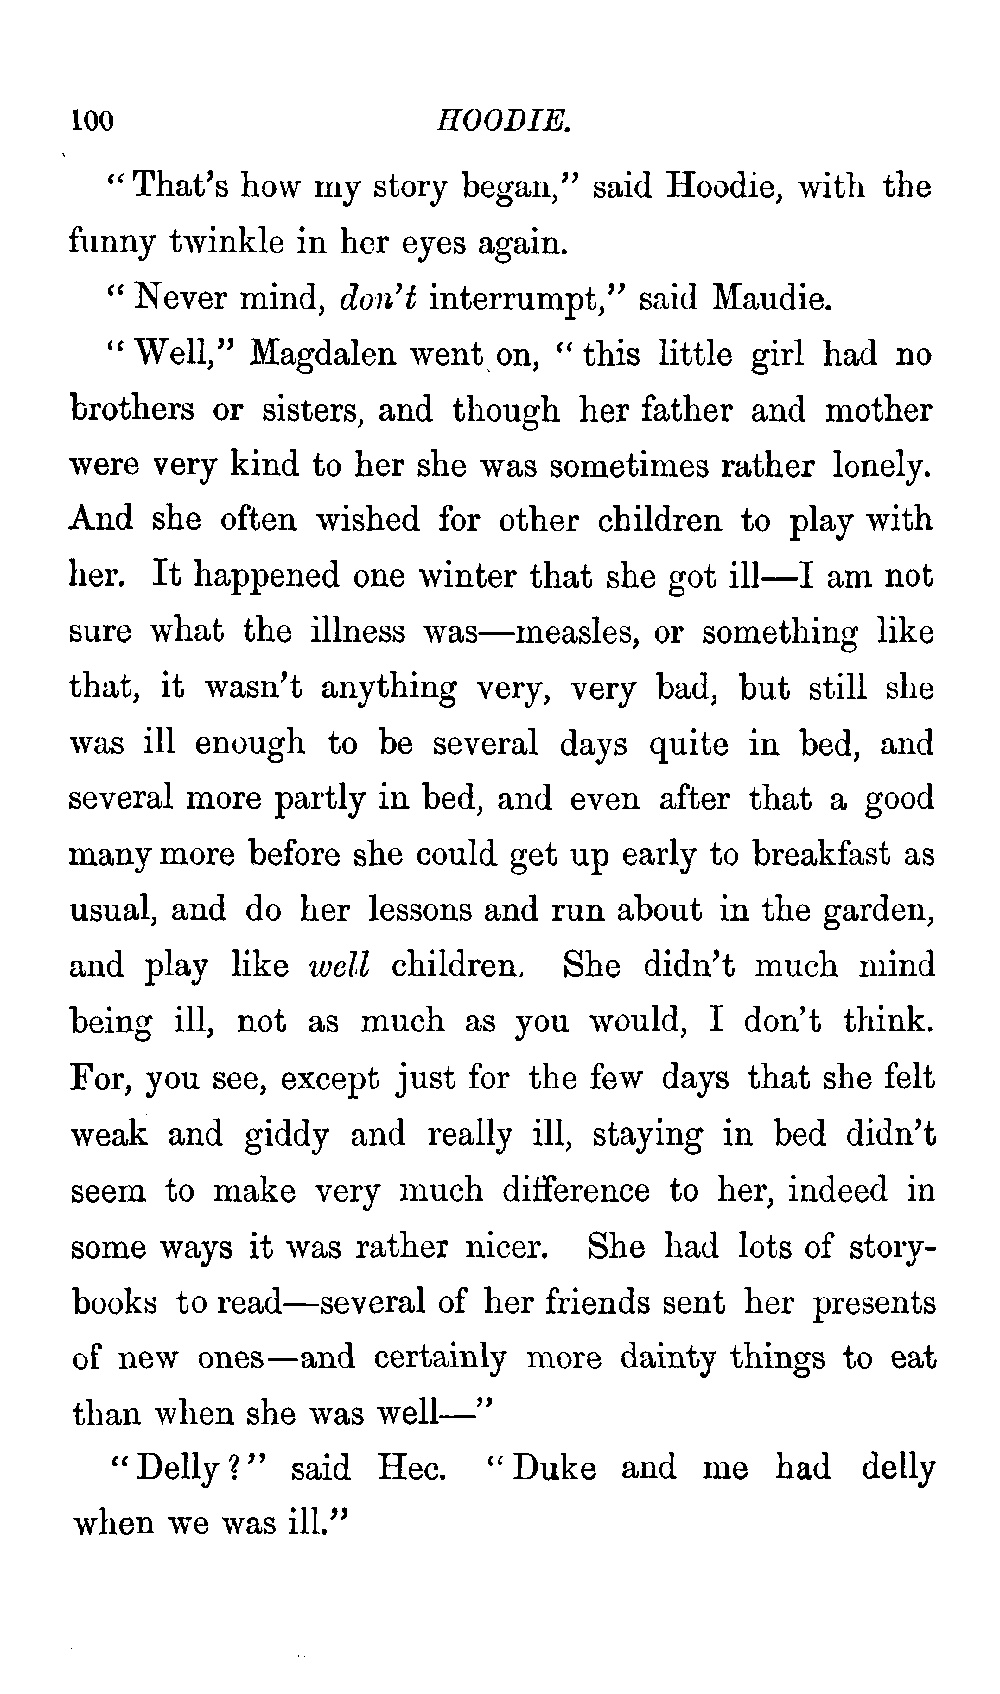 100 HOODIE.
“That’s how my story began,” said Hoodie, with the
funny twinkle in her eyes again.
“Never mind, don’t interrumpt,” said Maudie.
“Well,” Magdalen went on, “this little girl had no
brothers or sisters, and though her father and mother
were very kind to her she was sometimes rather lonely.
And she often wished for other children to play with
her. It happened one winter that she got ill—I am not
sure what the illness was—measles, or something like
that, it wasn’t anything very, very bad, but still she
was ill enough to be several days quite in bed, and
several more partly in bed, and even after that a good
many more before she could get up early to breakfast as
usual, and do her lessons and run about in the garden,
and play like well children. She didn’t much mind
being ill, not as much as you would, I don’t think.
For, you see, except just for the few days that she felt
weak and giddy and really ill, staying in bed didn’t
seem to make very much difference to her, indeed in
some ways it was rather nicer. She had lots of story-
books to read—several of her friends sent her presents
of new ones—and certainly more dainty things to eat
than when she was well—”
“Delly?” said Hec. “Duke and me had delly
when we was ill.”